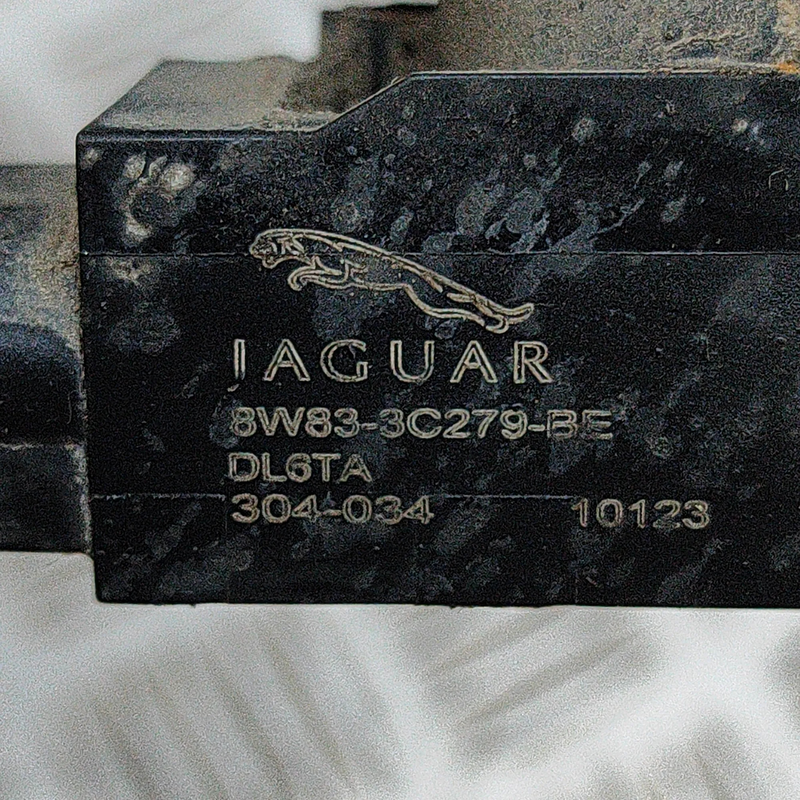 JAGUAR
8W83-3C279-BE
DL6TA
304-034 10123